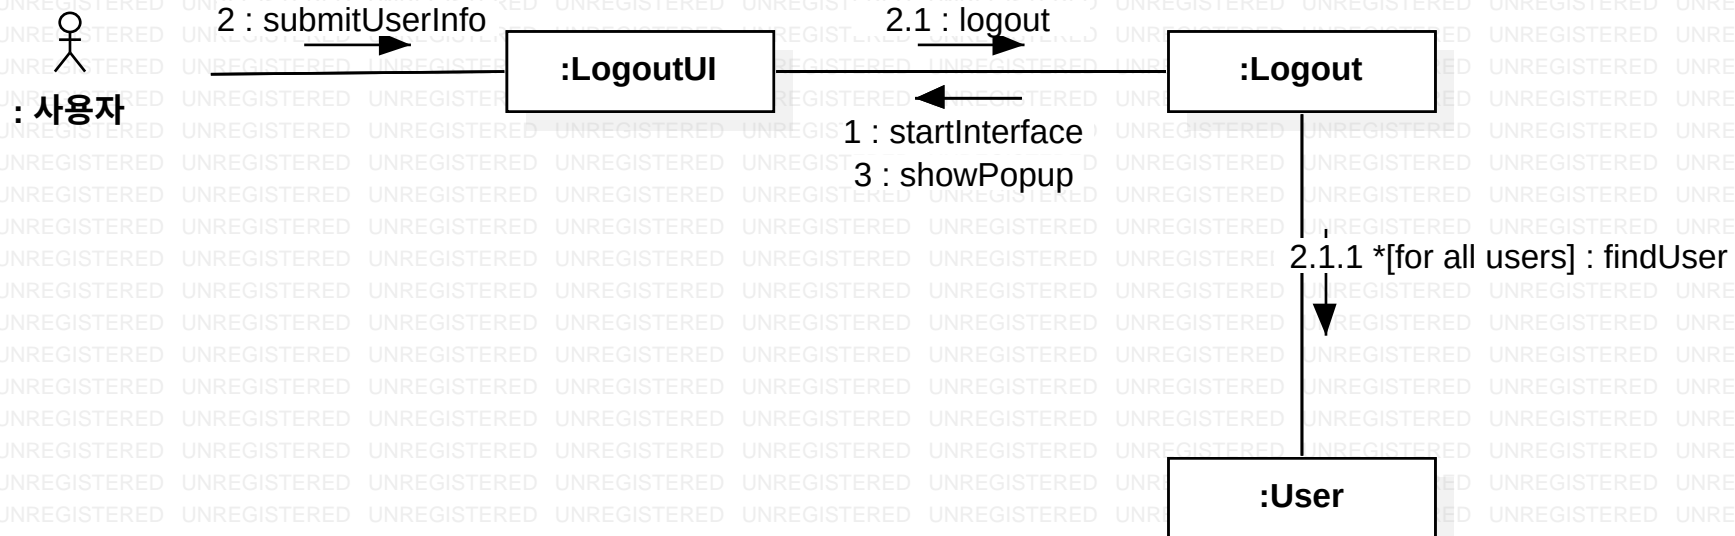 2 : submitUserInfo
2.1 : logout
:LogoutUI
:Logout
: 사용자
1 : startInterface
3 : showPopup
2.1.1 *[for all users] : findUser
:User
UNREGISTERED